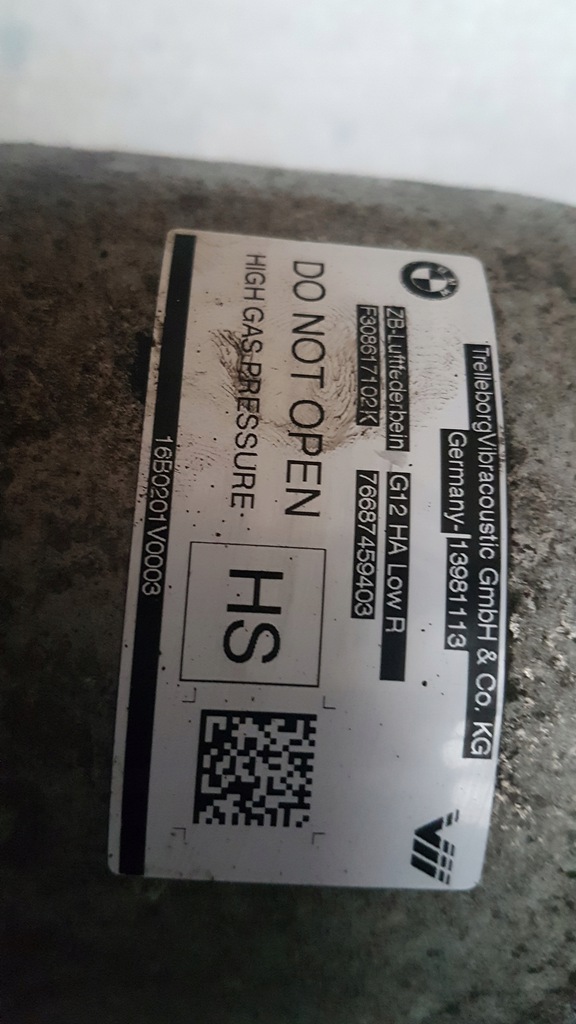 TrelleborgVibracoustic GmbH & Co. KG
Germany- 13981113
ZB-Luftfederbein G12 HA Low R
F308617102K 76687459403
DO NOT OPEN
HIGH GAS PRESSURE
HS
16B0201V0003